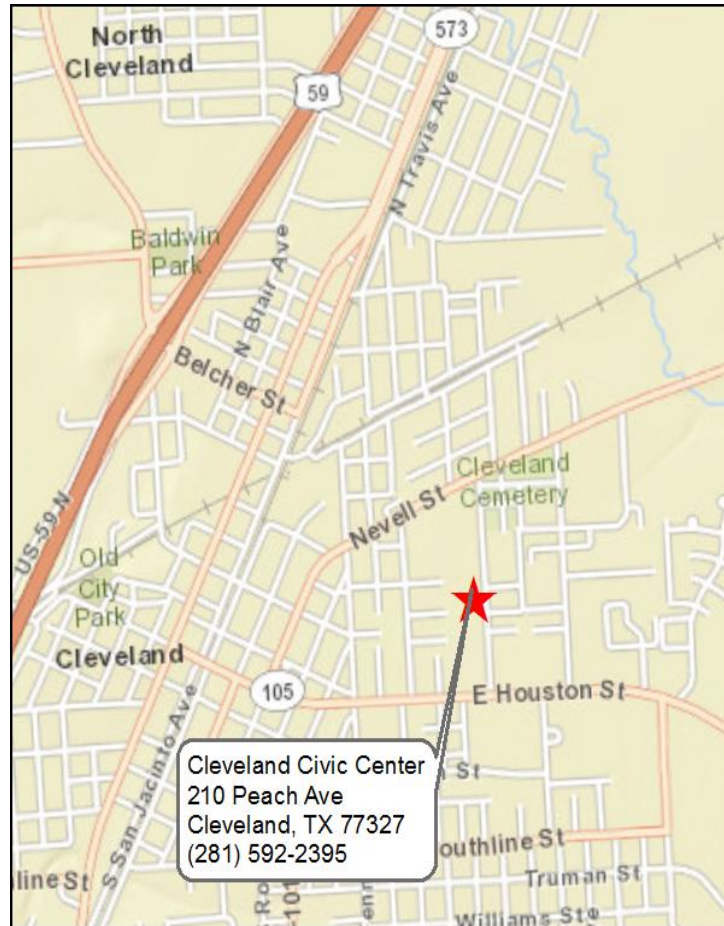 North
Cleveland
573
59
N Travis Ave
Baldwin
Park
N Blair Ave
Belcher St
Cleveland
Cemetery
Nevell St
US-59-N
Old
City
Park
Cleveland
105
E Houston St
S San Jacinto Ave
Cleveland Civic Center
210 Peach Ave
Cleveland, TX 77327
(281) 592-2395
St
outhline St
line St
Truman St
Williams St